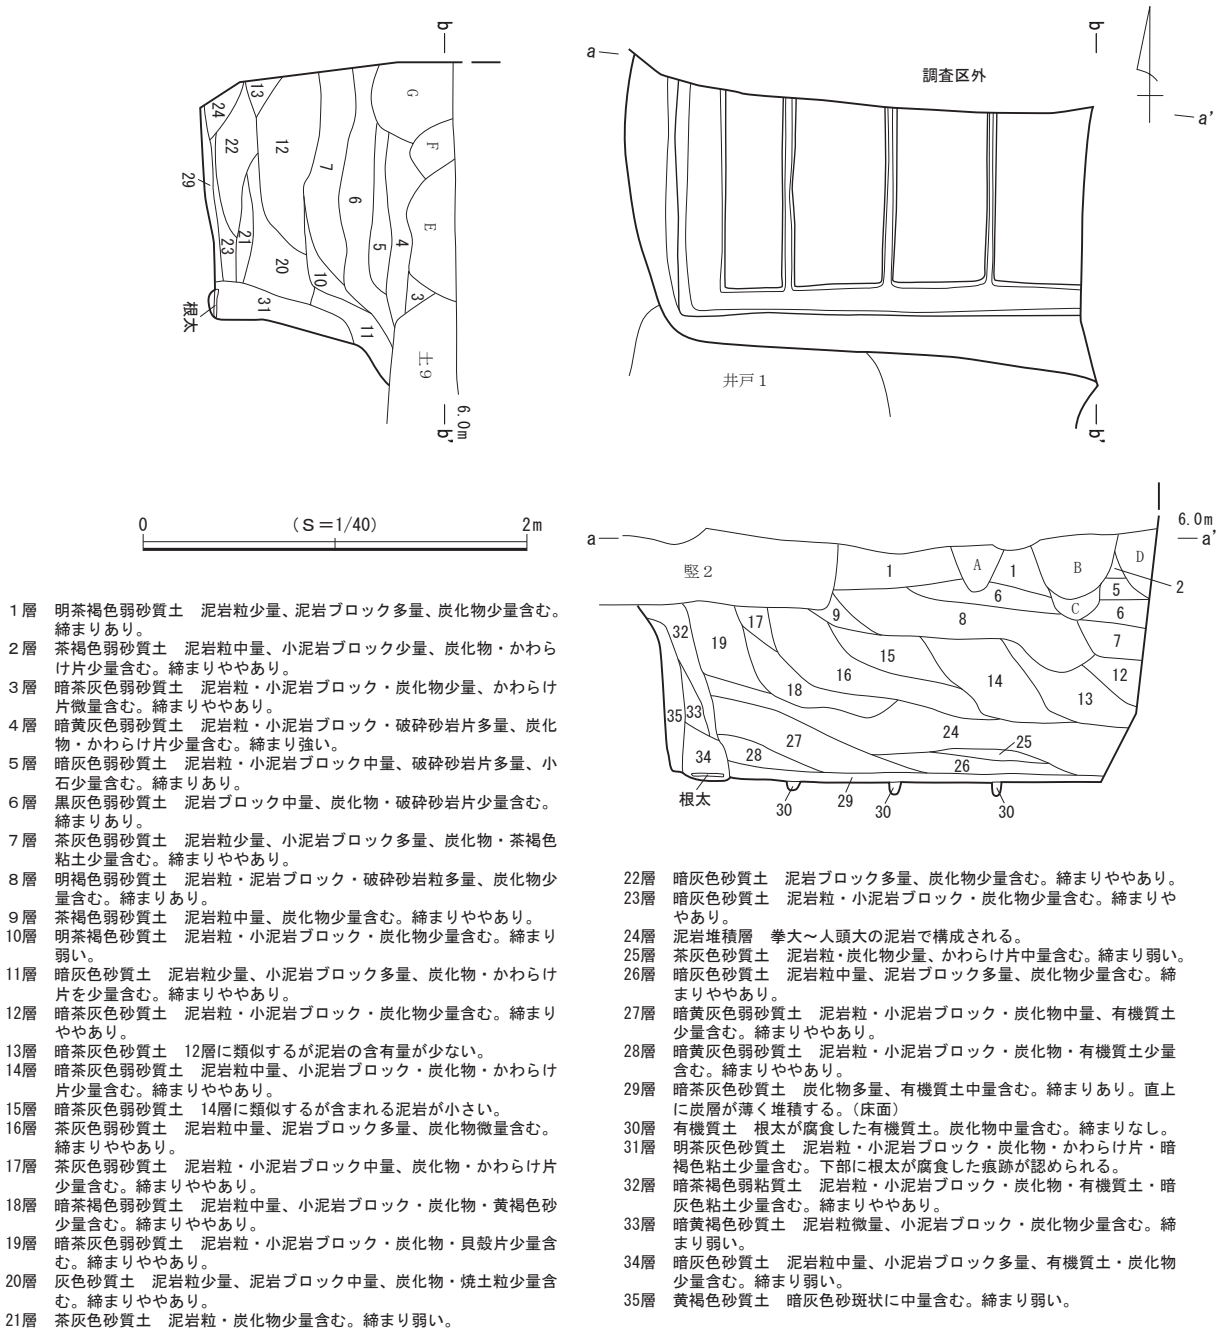 b
G
F
E
13
24
22
12
7
6
29
5
4
21
23
20
10
3
31
根太
11
土9
6.0m
b'
a
b
調査区外
a'
井戸1
b'
0 (S=1/40) 2m
6.0m
a
a'
竪2
1
A
1
B
D
2
5
6
C
6
9
8
7
32
19
17
15
12
16
14
13
18
35
33
24
25
34
28
27
26
根太
30
29
30
30
1層 明茶褐色弱砂質土 泥岩粒少量、泥岩ブロック多量、炭化物少量含む。
締まりあり。
2層 茶褐色弱砂質土 泥岩粒中量、小泥岩ブロック少量、炭化物・かわら
け片少量含む。締まりややあり。
3層 暗茶灰色弱砂質土 泥岩粒・小泥岩ブロック・炭化物少量、かわらけ
片微量含む。締まりややあり。
4層 暗黄灰色弱砂質土 泥岩粒・小泥岩ブロック・破砕砂岩片多量、炭化
物・かわらけ片少量含む。締まり強い。
5層 暗灰色弱砂質土 泥岩粒・小泥岩ブロック中量、破砕砂岩片多量、小
石少量含む。締まりあり。
6層 黒灰色弱砂質土 泥岩ブロック中量、炭化物・破砕砂岩片少量含む。
締まりあり。
7層 茶灰色弱砂質土 泥岩粒少量、小泥岩ブロック多量、炭化物・茶褐色
粘土少量含む。締まりややあり。
8層 明褐色弱砂質土 泥岩粒・泥岩ブロック・破砕砂岩粒多量、炭化物少
量含む。締まりあり。
9層 茶褐色弱砂質土 泥岩粒中量、炭化物少量含む。締まりややあり。
10層 明茶褐色弱砂質土 泥岩粒・小泥岩ブロック・炭化物少量含む。締まり
弱い。
11層 暗灰色砂質土 泥岩粒少量、小泥岩ブロック多量、炭化物・かわらけ
片を少量含む。締まりややあり。
12層 暗茶灰色砂質土 泥岩粒・小泥岩ブロック・炭化物少量含む。締まり
ややあり。
13層 暗茶灰色砂質土 12層に類似するが泥岩の含有量が少ない。
14層 暗茶灰色弱砂質土 泥岩粒中量、小泥岩ブロック・炭化物・かわらけ
片少量含む。締まりややあり。
15層 暗茶灰色弱砂質土 14層に類似するが含まれる泥岩が小さい。
16層 茶灰色弱砂質土 泥岩粒中量、泥岩ブロック多量、炭化物微量含む。
締まりややあり。
17層 茶灰色弱砂質土 泥岩粒・小泥岩ブロック中量、炭化物・かわらけ片
少量含む。締まりややあり。
18層 暗茶褐色弱砂質土 泥岩粒中量、小泥岩ブロック・炭化物・黄褐色砂
少量含む。締まりややあり。
19層 暗茶灰色弱砂質土 泥岩粒・小泥岩ブロック・炭化物・貝殻片少量含
む。締まりややあり。
20層 灰色砂質土 泥岩粒少量、泥岩ブロック中量、炭化物・焼土粒少量含
む。締まりややあり。
21層 茶灰色砂質土 泥岩粒・炭化物少量含む。締まり弱い。
22層 暗灰色砂質土 泥岩ブロック多量、炭化物少量含む。締まりややあり。
23層 暗灰色砂質土 泥岩粒・小泥岩ブロック・炭化物少量含む。締まりや
やあり。
24層 泥岩堆積層 拳大～人頭大の泥岩で構成される。
25層 茶灰色砂質土 泥岩粒・炭化物少量、かわらけ片中量含む。締まり弱い。
26層 暗灰色砂質土 泥岩粒中量、泥岩ブロック多量、炭化物少量含む。締
まりややあり。
27層 暗黄灰色弱砂質土 泥岩粒・小泥岩ブロック・炭化物中量、有機質土
少量含む。締まりややあり。
28層 暗黄灰色弱砂質土 泥岩粒・小泥岩ブロック・炭化物・有機質土少量
含む。締まりややあり。
29層 暗茶灰色砂質土 炭化物多量、有機質土中量含む。締まりあり。直上
に炭層が薄く堆積する。(床面)
30層 有機質土 根太が腐食した有機質土。炭化物中量含む。締まりなし。
31層 明茶灰色砂質土 泥岩粒・小泥岩ブロック・炭化物・かわらけ片・暗
褐色粘土少量含む。下部に根太が腐食した痕跡が認められる。
32層 暗茶褐色弱粘質土 泥岩粒・小泥岩ブロック・炭化物・有機質土・暗
灰色粘土少量含む。締まりややあり。
33層 暗黄褐色砂質土 泥岩粒微量、小泥岩ブロック・炭化物少量含む。締
まり弱い。
34層 暗灰色砂質土 泥岩粒中量、小泥岩ブロック多量、有機質土・炭化物
少量含む。締まり弱い。
35層 黄褐色砂質土 暗灰色砂斑状に中量含む。締まり弱い。